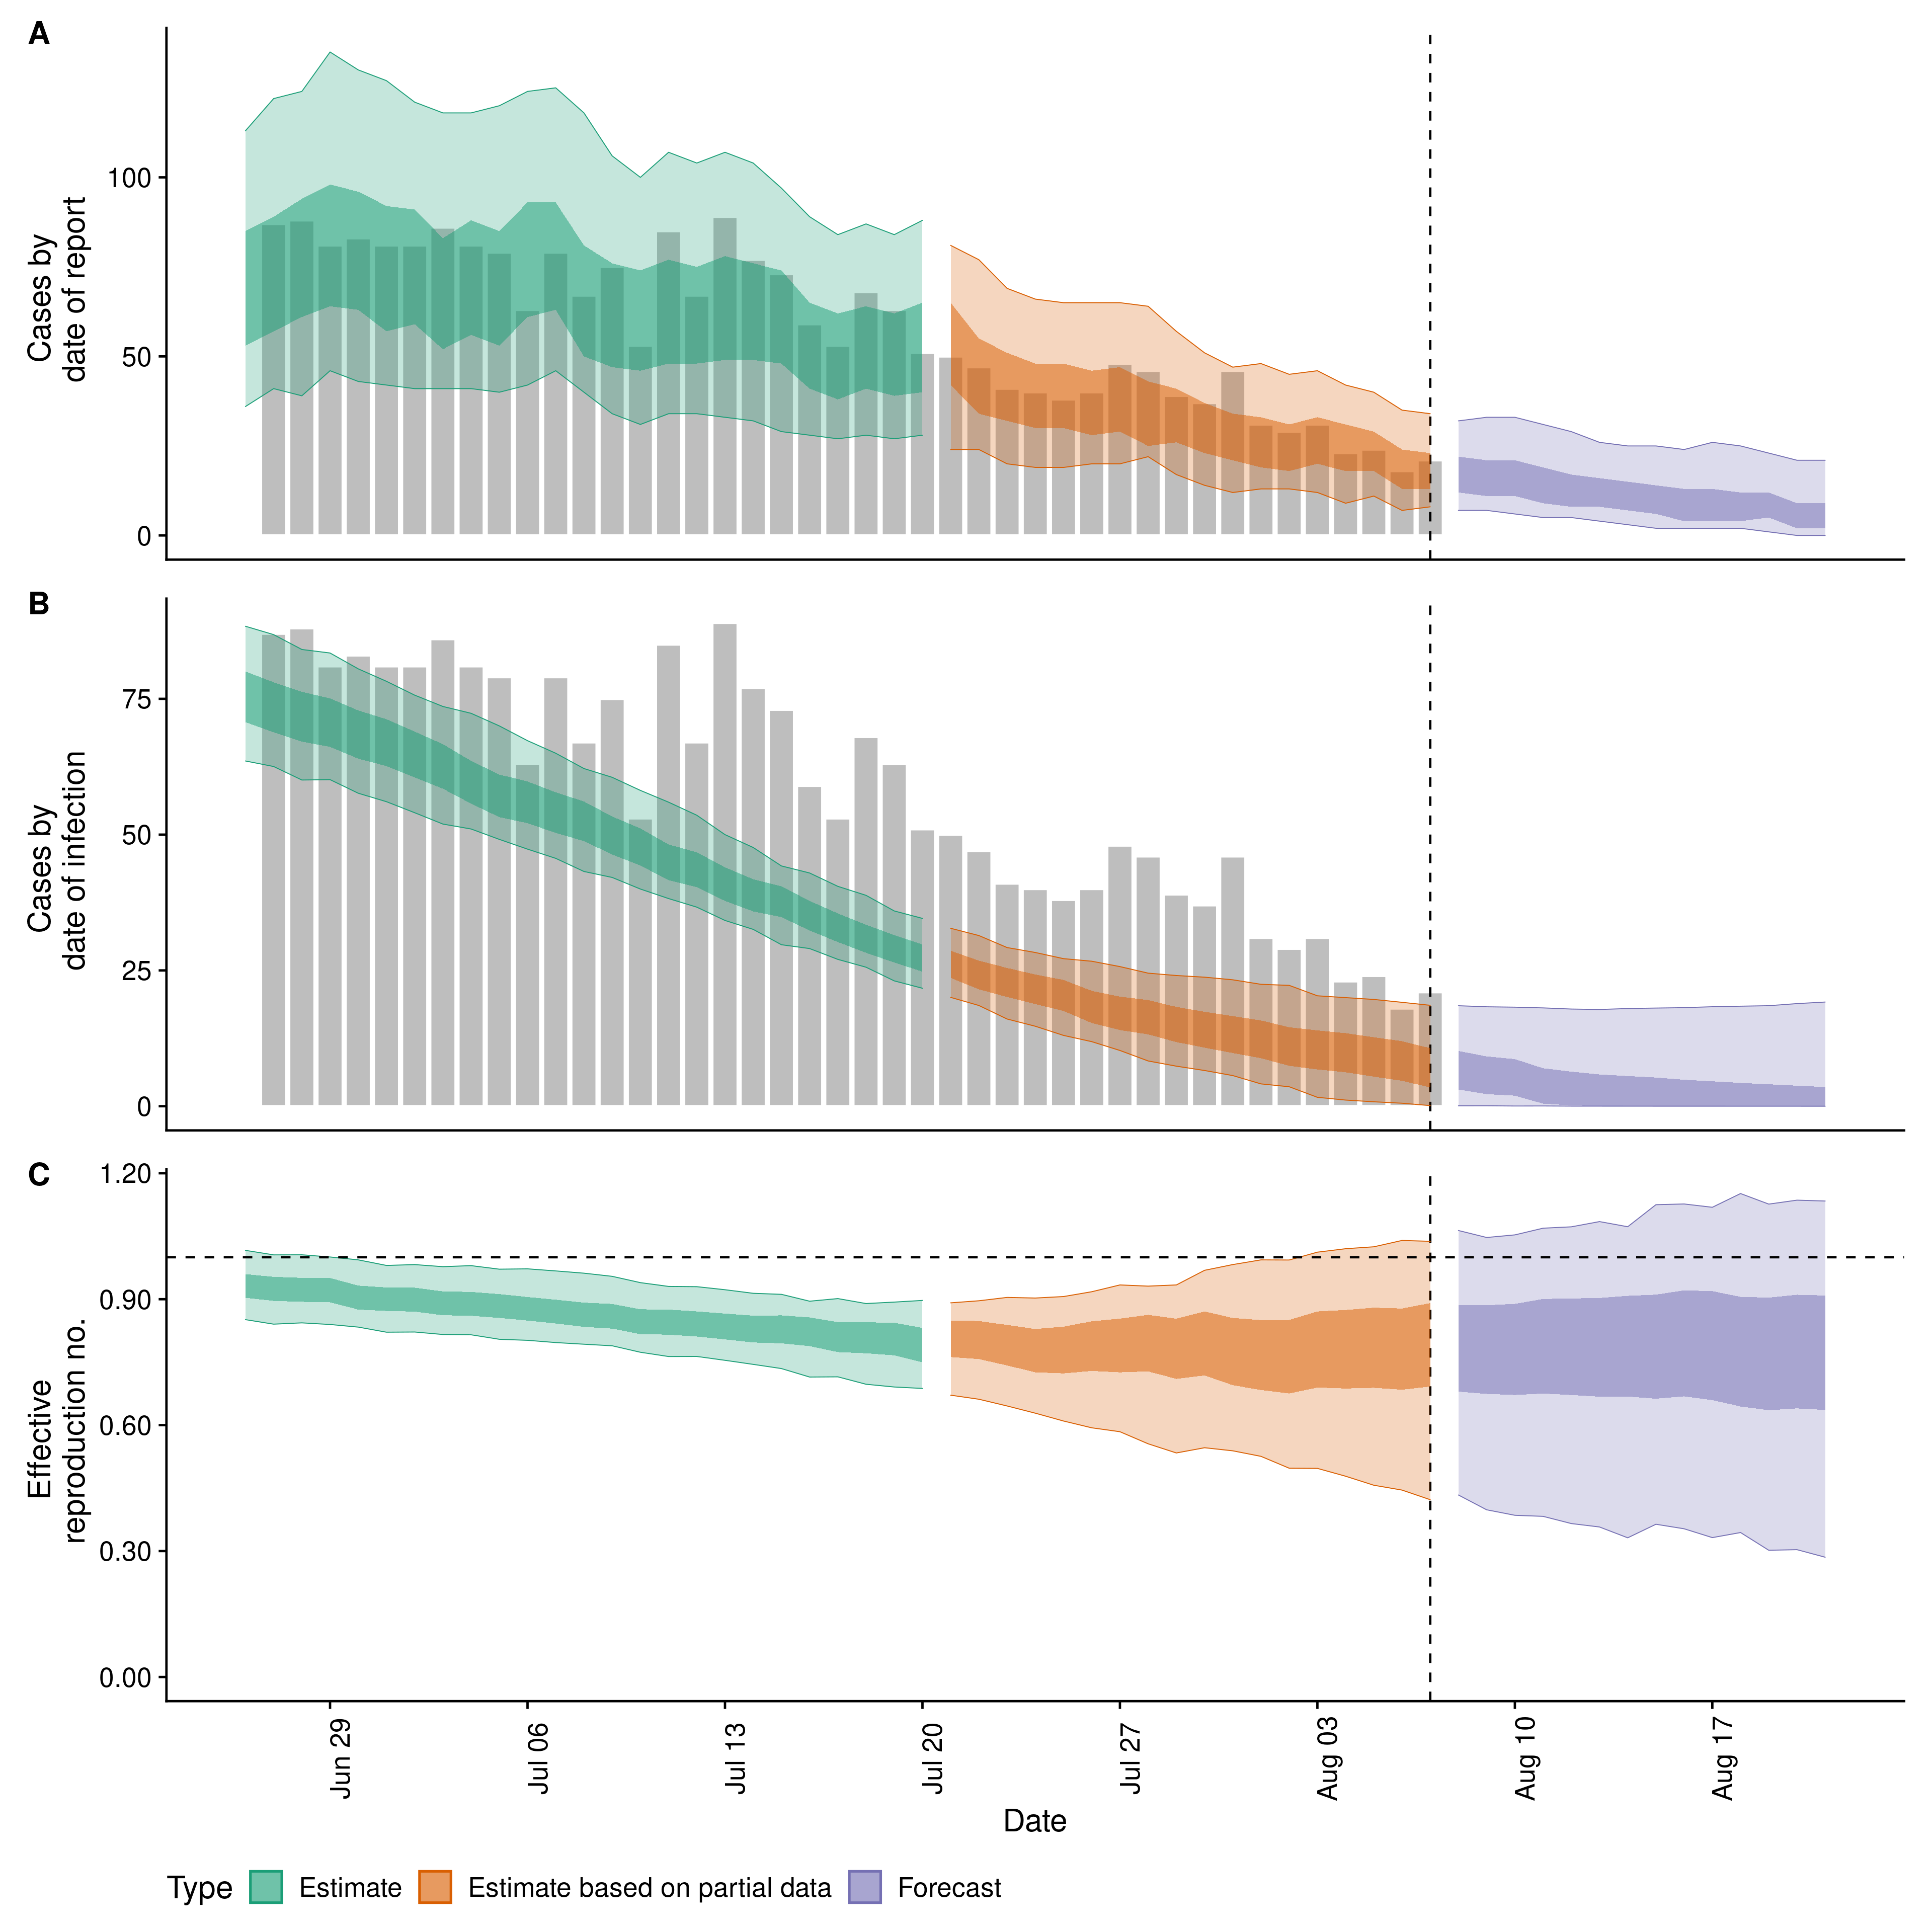 A
Cases by
date of report
100
50
0
B
Cases by
date of infection
75
50
25
0
C
Effective
reproduction no.
1.20
0.90
0.60
0.30
0.00
Jun 29
Jul 06
Jul 13
Jul 20
Jul 27
Aug 03
Aug 10
Aug 17
Date
Type
Estimate
Estimate based on partial data
Forecast